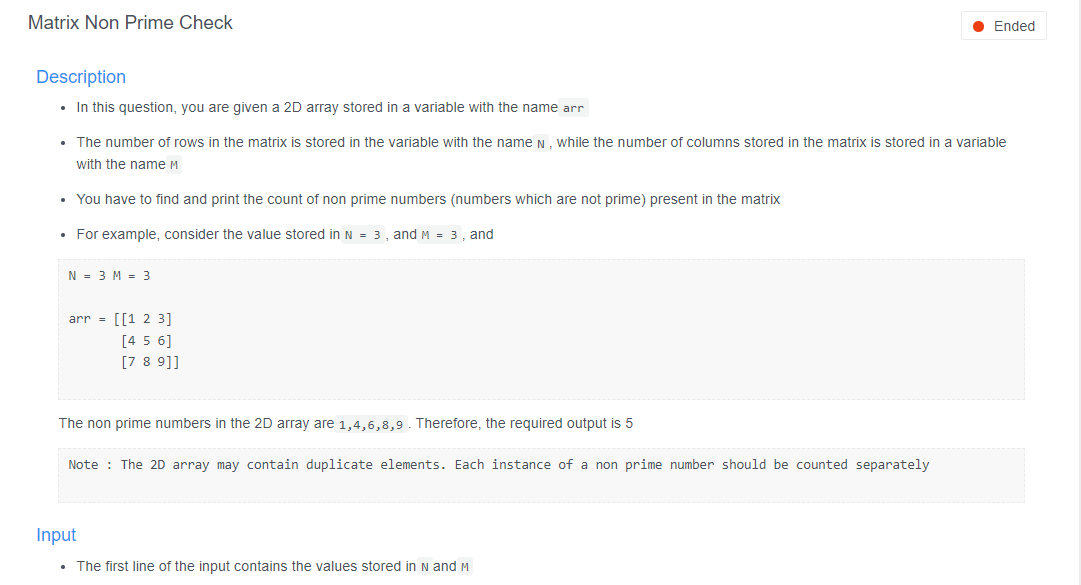 Matrix Non Prime Check
Ended
Description
• In this question, you are given a 2D array stored in a variable with the name arr
• The number of rows in the matrix is stored in the variable with the name N , while the number of columns stored in the matrix is stored in a variable
with the name M
• You have to find and print the count of non prime numbers (numbers which are not prime) present in the matrix
• For example, consider the value stored in N = 3 , and M = 3 , and
N = 3 M = 3
arr = [[1 2 3]
[4 5 6]
[7 8 9]]
The non prime numbers in the 2D array are 1,4,6,8,9 . Therefore, the required output is 5
Note : The 2D array may contain duplicate elements. Each instance of a non prime number should be counted separately
Input
• The first line of the input contains the values stored in N and M